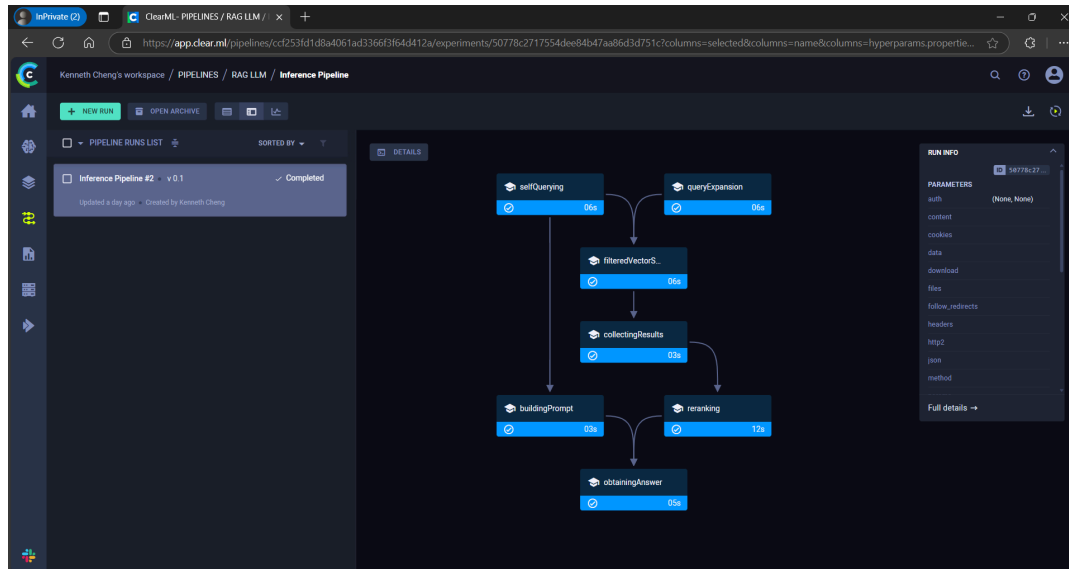 InPrivate (2)
ClearML- PIPELINES / RAG LLM /
https://app.clear.ml/pipelines/ccf253fd1d8a4061ad3366f3f64d412a/experiments/50778c2717554dee84b47aa86d3d751c?columns=selected&columns=name&columns=hyperparams.propertie...
Kenneth Cheng's workspace / PIPELINES / RAG LLM / Inference Pipeline
+ NEW RUN
OPEN ARCHIVE
PIPELINE RUNS LIST
SORTED BY
Inference Pipeline #2 v 0.1
Completed
Updated a day ago Created by Kenneth Cheng
DETAILS
selfQuerying
06s
queryExpansion
06s
filteredVectorS...
06s
collectingResults
03s
buildingPrompt
03s
reranking
12s
obtainingAnswer
05s
RUN INFO
ID 50778c27...
PARAMETERS
auth (None, None)
content
cookies
data
download
files
follow_redirects
headers
http2
json
method
Full details →